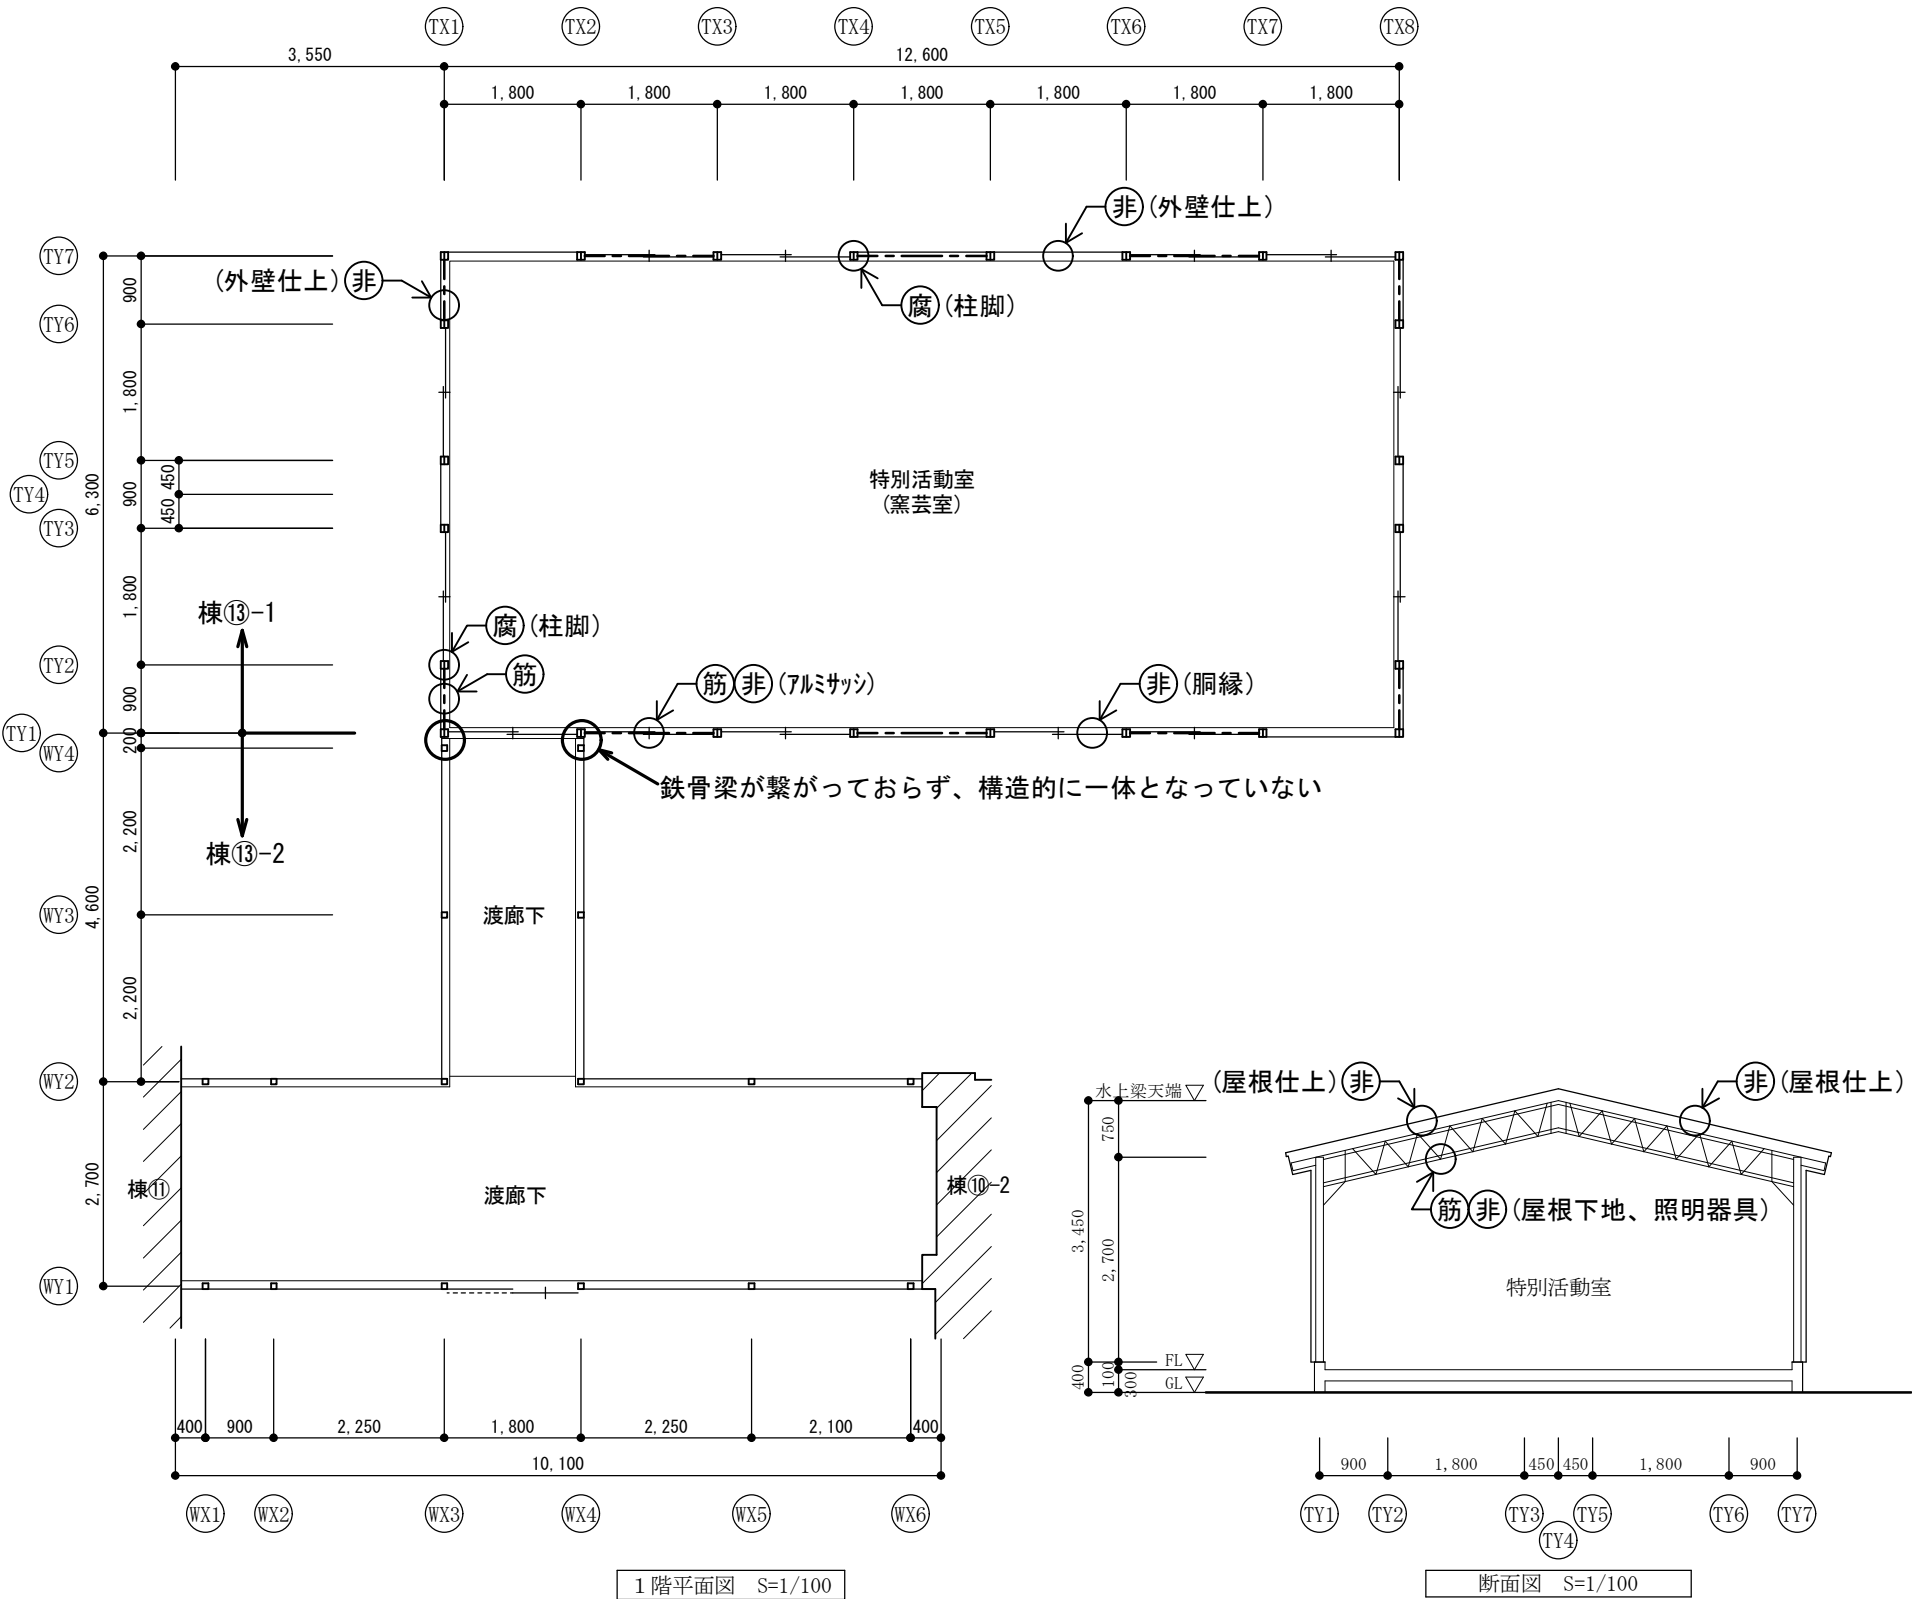 TX1 TX2 TX3 TX4 TX5 TX6 TX7 TX8
3,550 12,600
1,800 1,800 1,800 1,800 1,800 1,800 1,800
非(外壁仕上)
TY7
(外壁仕上)非
900
腐(柱脚)
TY6
1,800
TY5
450
特別活動室
(窯芸室)
TY4
6,300
900
450
TY3
1,800
棟⑬-1
腐(柱脚)
TY2
筋
筋非(アルミサッシ)
非(胴縁)
900
TY1
200
WY4
鉄骨梁が繋がっておらず、構造的に一体となっていない
2,200
棟⑬-2
4,600
WY3
渡廊下
2,200
WY2
2,700
棟⑪
渡廊下
棟⑩-2
WY1
400 900 2,250 1,800 2,250 2,100 400
10,100
WX1 WX2 WX3 WX4 WX5 WX6
1階平面図 S=1/100
水上梁天端
(屋根仕上)非
非(屋根仕上)
750
筋非(屋根下地、照明器具)
3,450
2,700
特別活動室
FL
400
100
GL
300
900 1,800 450 450 1,800 900
TY1 TY2 TY3 TY5 TY6 TY7
TY4
断面図 S=1/100